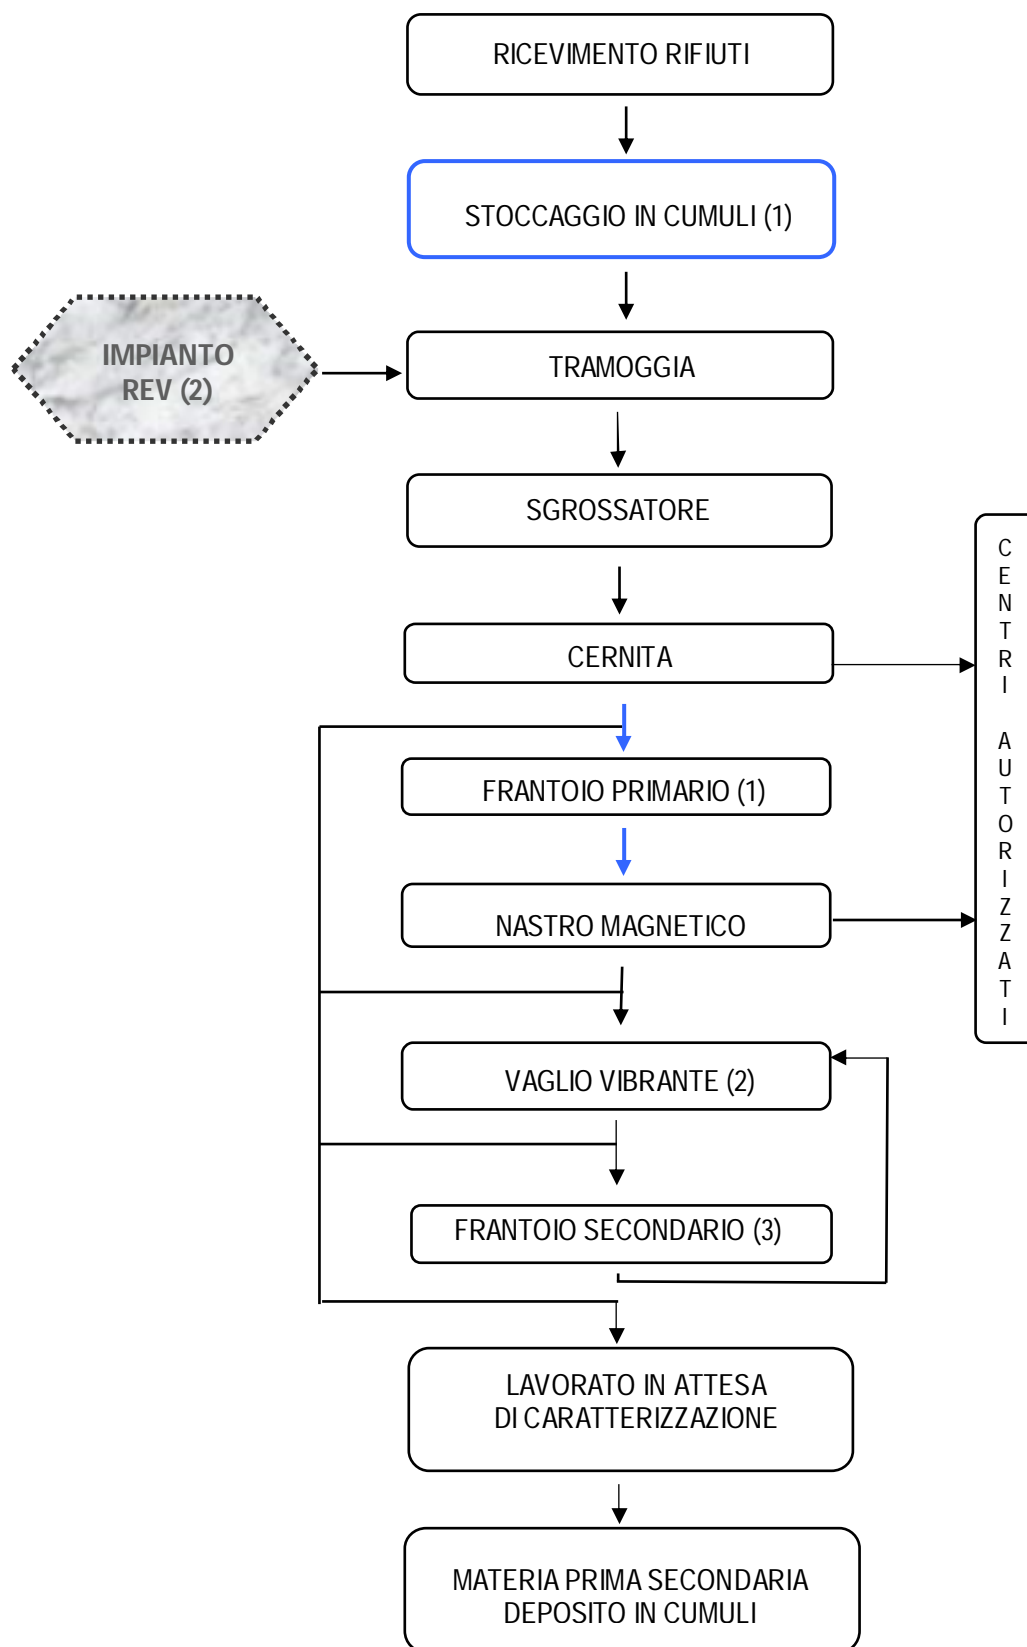 RICEVIMENTO RIFIUTI
STOCCAGGIO IN CUMULI (1)
IMPIANTO
REV (2)
TRAMOGGIA
SGROSSATORE
CERNITA
CENTRI AUTORIZZATI
FRANTOIO PRIMARIO (1)
NASTRO MAGNETICO
VAGLIO VIBRANTE (2)
FRANTOIO SECONDARIO (3)
LAVORATO IN ATTESA
DI CARATTERIZZAZIONE
MATERIA PRIMA SECONDARIA
DEPOSITO IN CUMULI